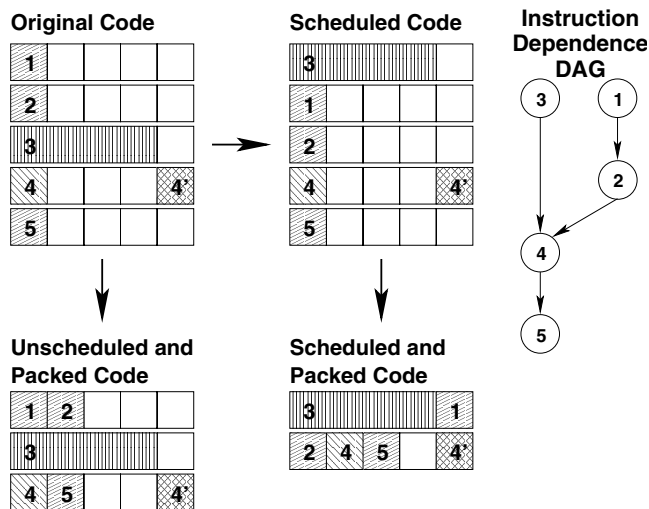 Original Code
1
2
3
4 4'
5
Scheduled Code
3
1
2
4 4'
5
Instruction
Dependence
DAG
3 1
2
4
5
Unscheduled and
Packed Code
1 2
3
4 5 4'
Scheduled and
Packed Code
3 1
2 4 5 4'